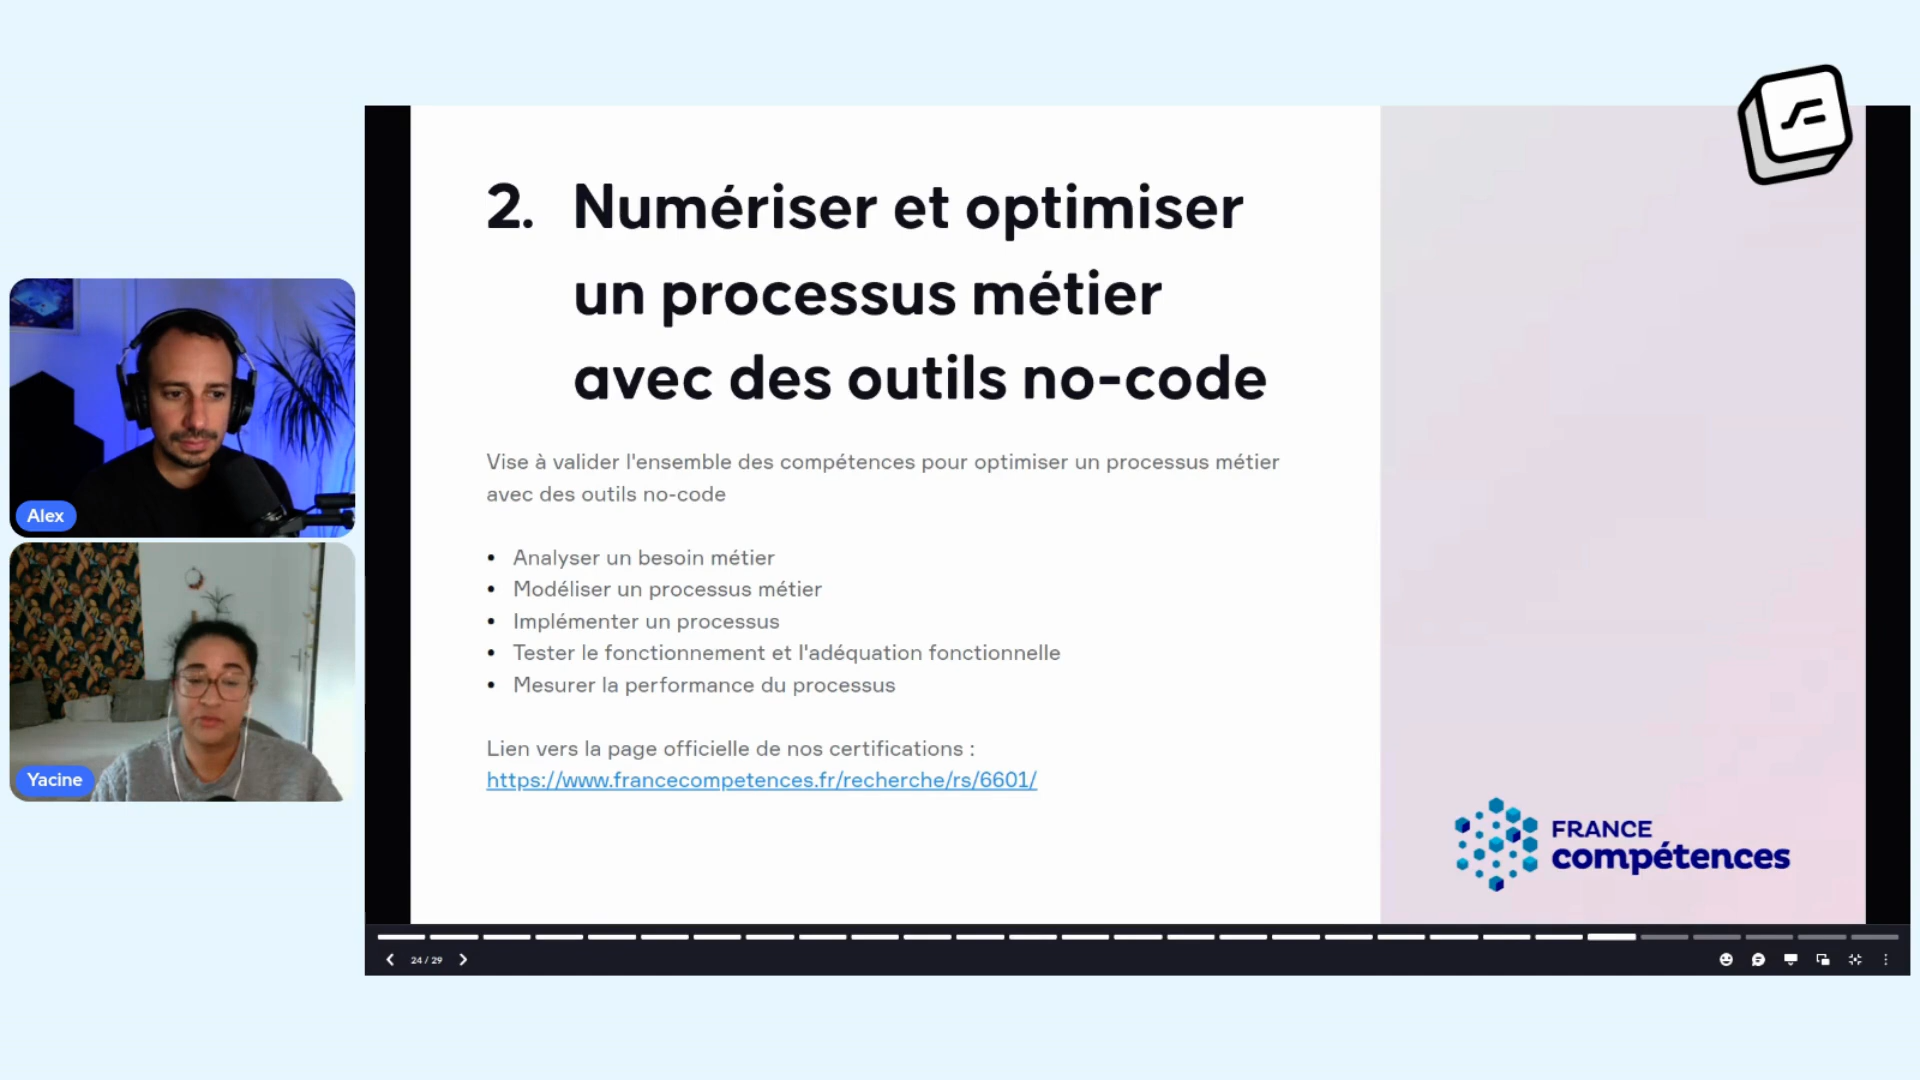 2. Numériser et optimiser
un processus métier
avec des outils no-code
Vise à valider l'ensemble des compétences pour optimiser un processus métier
avec des outils no-code
• Analyser un besoin métier
• Modéliser un processus métier
• Implémenter un processus
• Tester le fonctionnement et l'adéquation fonctionnelle
• Mesurer la performance du processus
Lien vers la page officielle de nos certifications :
https://www.francecompetences.fr/recherche/rs/6601/
FRANCE
compétences
Alex
Yacine
24 / 29